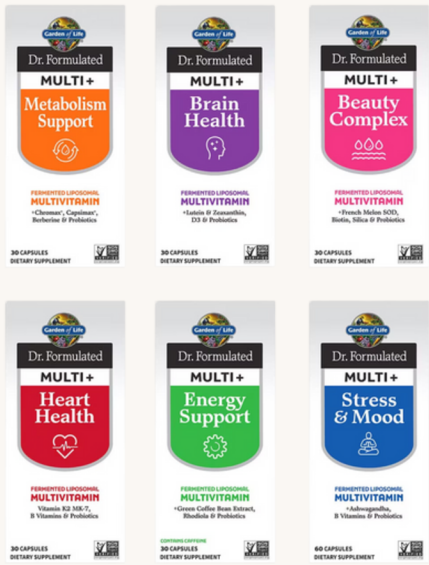 Garden of Life
Dr. Formulated
MULTI+
Metabolism
Support
FERMENTED LIPOSOMAL
MULTIVITAMIN
+Chromax®, Capsimax®,
Berberine & Probiotics
30 CAPSULES
DIETARY SUPPLEMENT
Garden of Life
Dr. Formulated
MULTI+
Brain
Health
FERMENTED LIPOSOMAL
MULTIVITAMIN
+Lutein & Zeaxanthin,
D3 & Probiotics
30 CAPSULES
DIETARY SUPPLEMENT
Garden of Life
Dr. Formulated
MULTI+
Beauty
Complex
FERMENTED LIPOSOMAL
MULTIVITAMIN
+French Melon SOD,
Biotin, Silica & Probiotics
30 CAPSULES
DIETARY SUPPLEMENT
Garden of Life
Dr. Formulated
MULTI+
Heart
Health
FERMENTED LIPOSOMAL
MULTIVITAMIN
Vitamin K2 MK-7,
B Vitamins & Probiotics
30 CAPSULES
DIETARY SUPPLEMENT
Garden of Life
Dr. Formulated
MULTI+
Energy
Support
FERMENTED LIPOSOMAL
MULTIVITAMIN
+Green Coffee Bean Extract,
Rhodiola & Probiotics
CONTAINS CAFFEINE
30 CAPSULES
DIETARY SUPPLEMENT
Garden of Life
Dr. Formulated
MULTI+
Stress
& Mood
FERMENTED LIPOSOMAL
MULTIVITAMIN
+Ashwagandha,
B Vitamins & Probiotics
60 CAPSULES
DIETARY SUPPLEMENT